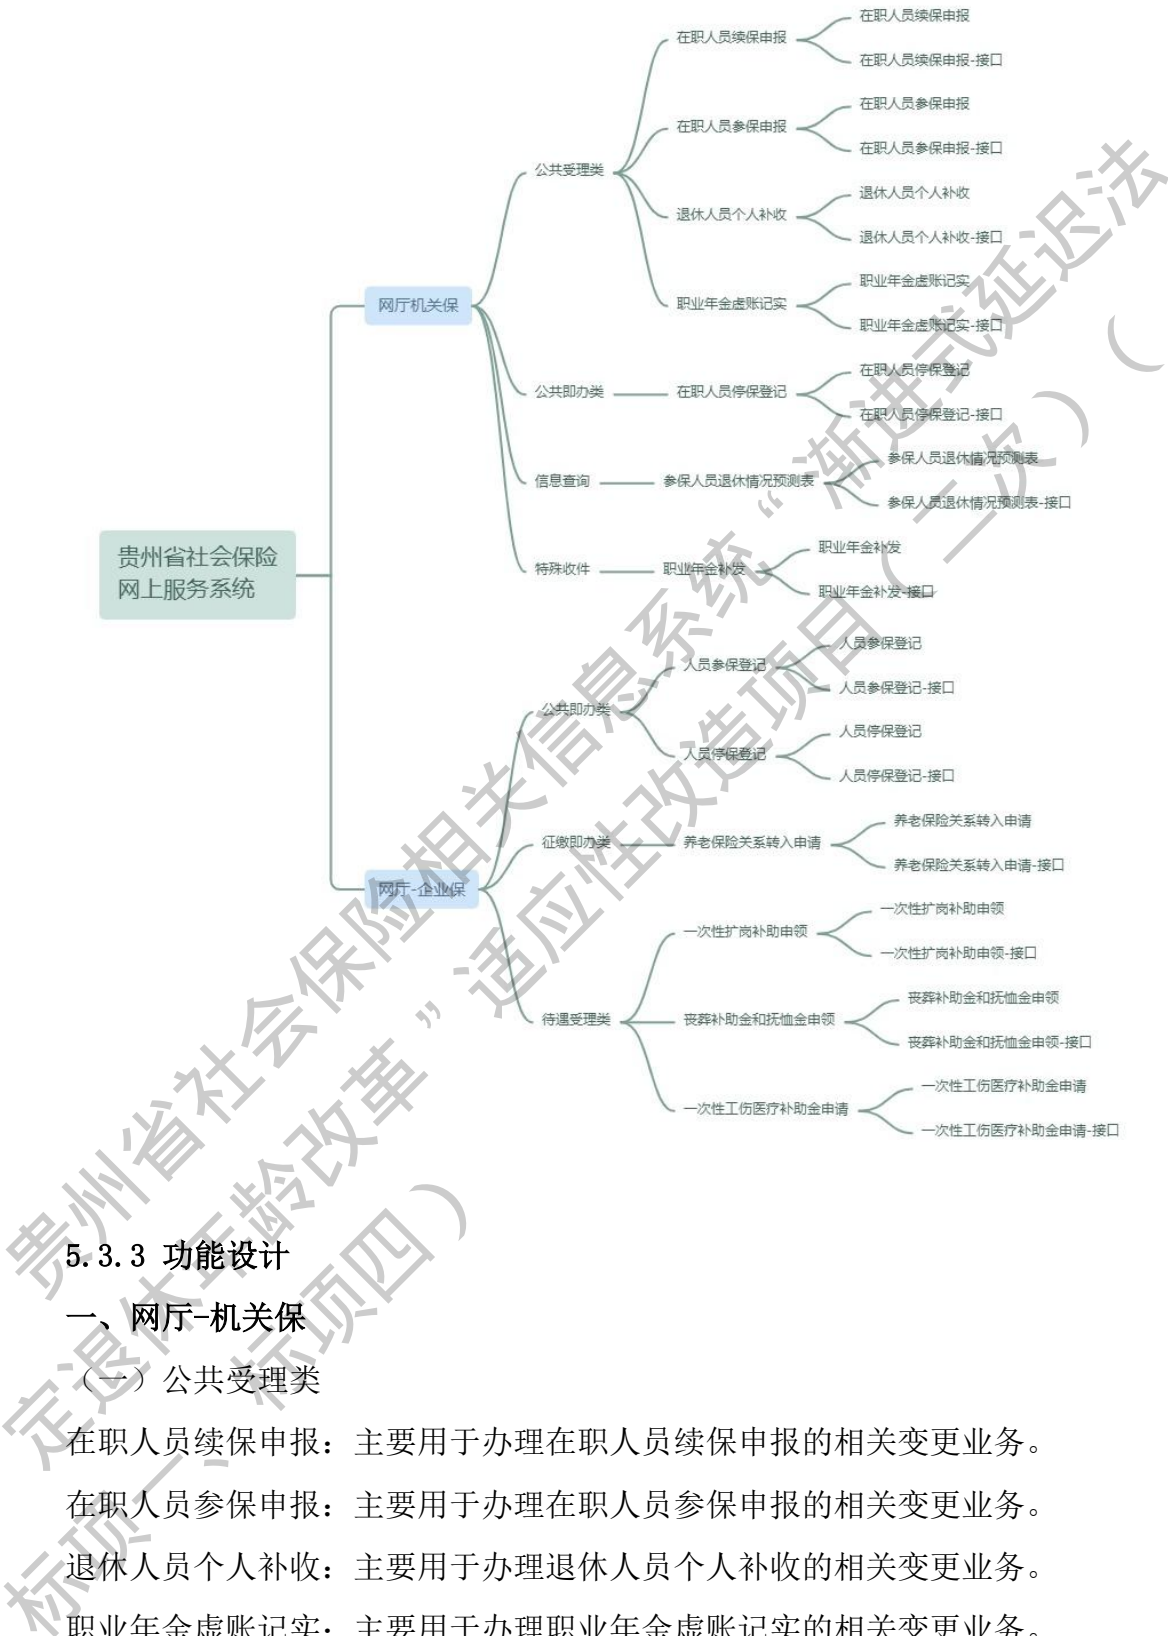 贵州省社会保险
网上服务系统
网厅机关保
公共受理类
在职人员续保申报
在职人员续保申报
在职人员续保申报-接口
在职人员参保申报
在职人员参保申报
在职人员参保申报-接口
退休人员个人补收
退休人员个人补收
退休人员个人补收-接口
职业年金虚账记实
职业年金虚账记实
职业年金虚账记实-接口
公共即办类
在职人员停保登记
在职人员停保登记
在职人员停保登记-接口
信息查询
参保人员退休情况预测表
参保人员退休情况预测表
参保人员退休情况预测表-接口
特殊收件
职业年金补发
职业年金补发
职业年金补发-接口
网厅-企业保
公共即办类
人员参保登记
人员参保登记
人员参保登记-接口
人员停保登记
人员停保登记
人员停保登记-接口
征缴即办类
养老保险关系转入申请
养老保险关系转入申请
养老保险关系转入申请-接口
待遇受理类
一次性扩岗补助申领
一次性扩岗补助申领
一次性扩岗补助申领-接口
丧葬补助金和抚恤金申领
丧葬补助金和抚恤金申领
丧葬补助金和抚恤金申领-接口
一次性工伤医疗补助金申请
一次性工伤医疗补助金申请
一次性工伤医疗补助金申请-接口
5.3.3 功能设计
一、网厅-机关保
（一）公共受理类
在职人员续保申报：主要用于办理在职人员续保申报的相关变更业务。
在职人员参保申报：主要用于办理在职人员参保申报的相关变更业务。
退休人员个人补收：主要用于办理退休人员个人补收的相关变更业务。
职业年金虚账记实：主要用于办理职业年金虚账记实的相关变更业务。
贵州省社会保险相关信息系统“渐进式延迟法
定退休年龄改革”适应性改造项目（二次）（
标项一、标项四）